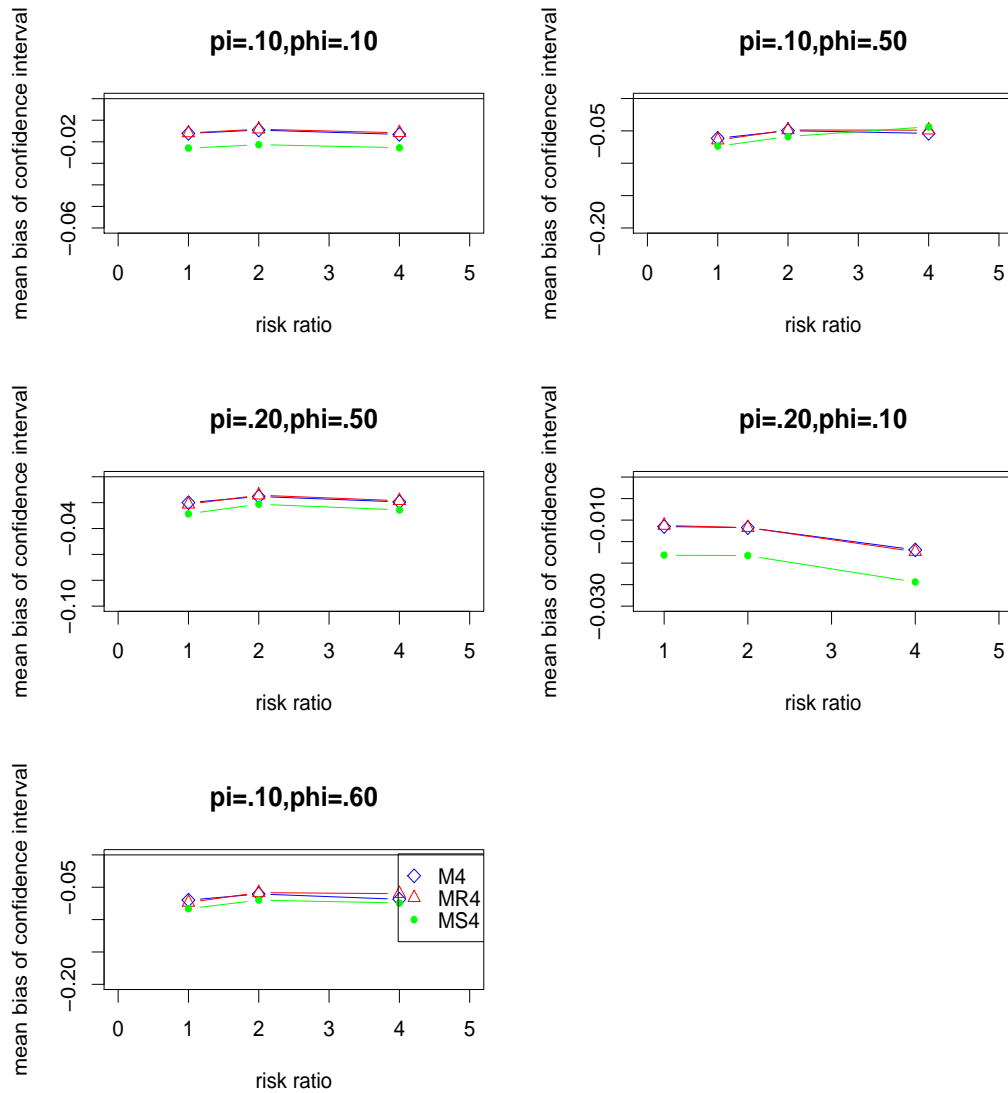 pi=.10,phi=.10
mean bias of confidence interval
−0.02
−0.06
0 1 2 3 4 5
risk ratio
pi=.10,phi=.50
mean bias of confidence interval
−0.05
−0.20
0 1 2 3 4 5
risk ratio
pi=.20,phi=.50
mean bias of confidence interval
−0.04
−0.10
0 1 2 3 4 5
risk ratio
pi=.20,phi=.10
mean bias of confidence interval
−0.010
−0.030
1 2 3 4 5
risk ratio
pi=.10,phi=.60
mean bias of confidence interval
−0.05
−0.20
M4
MR4
MS4
0 1 2 3 4 5
risk ratio